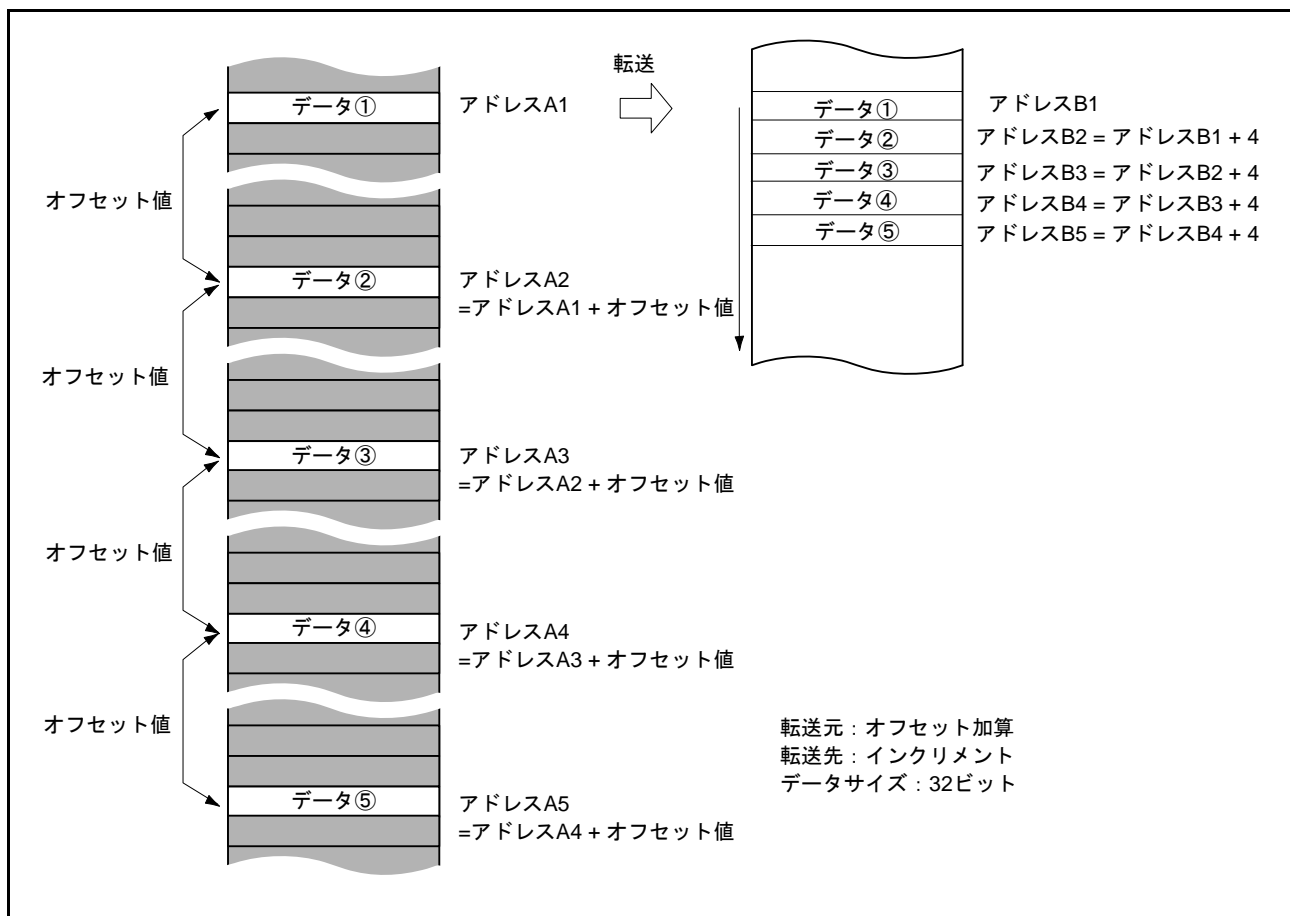 転送
データ①
アドレスA1
オフセット値
データ②
アドレスA2
=アドレスA1 + オフセット値
オフセット値
データ③
アドレスA3
=アドレスA2 + オフセット値
オフセット値
データ④
アドレスA4
=アドレスA3 + オフセット値
オフセット値
データ⑤
アドレスA5
=アドレスA4 + オフセット値
データ①
アドレスB1
データ②
アドレスB2 = アドレスB1 + 4
データ③
アドレスB3 = アドレスB2 + 4
データ④
アドレスB4 = アドレスB3 + 4
データ⑤
アドレスB5 = アドレスB4 + 4
転送元：オフセット加算
転送先：インクリメント
データサイズ：32ビット